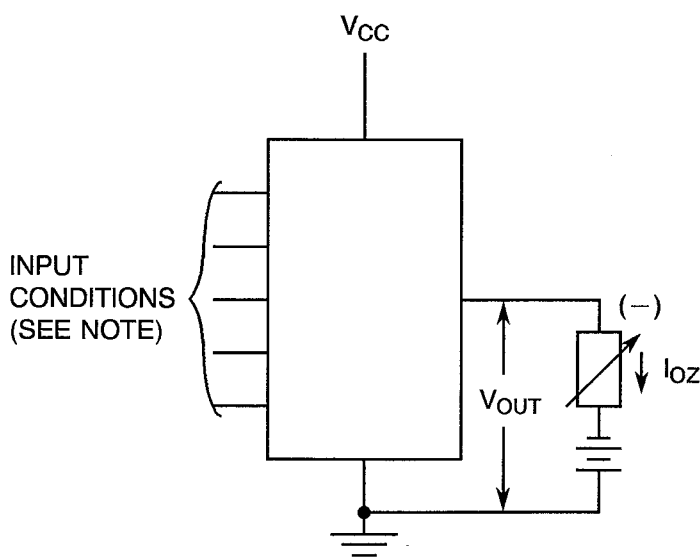 VCC
INPUT
CONDITIONS
(SEE NOTE)
(−)
IOZ
VOUT